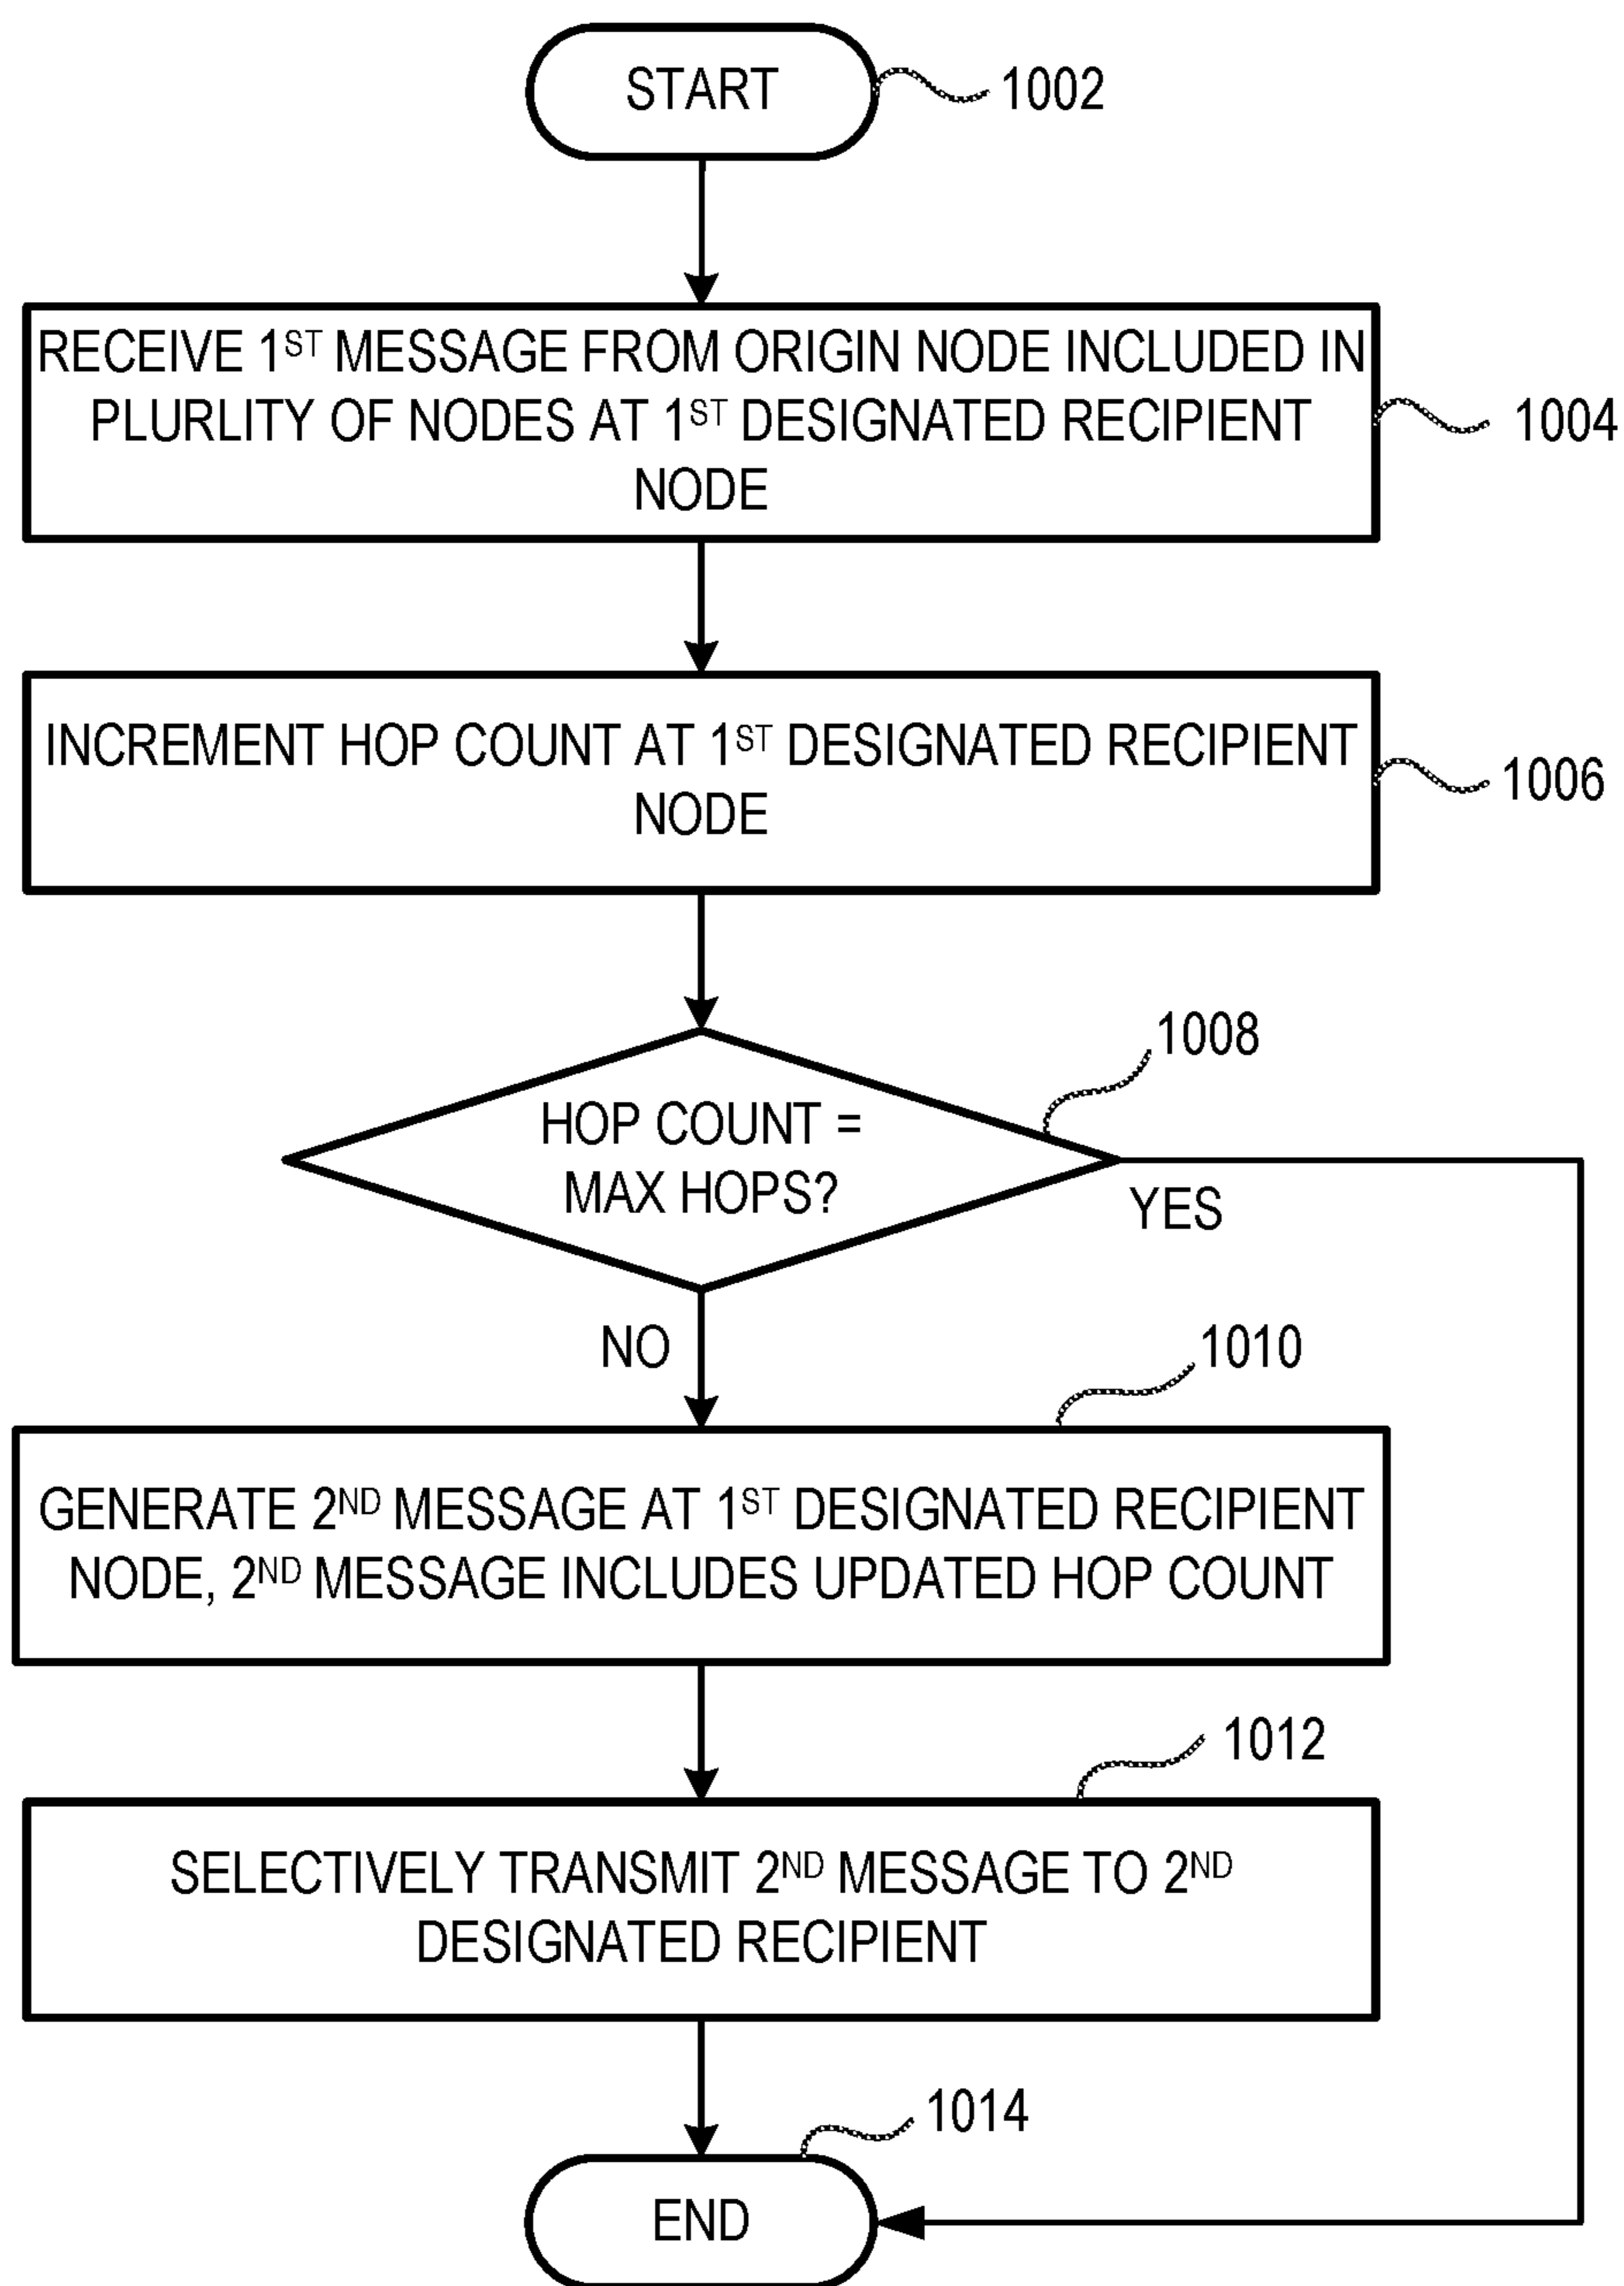 START
1002
RECEIVE 1ST MESSAGE FROM ORIGIN NODE INCLUDED IN
PLURLITY OF NODES AT 1ST DESIGNATED RECIPIENT
NODE
1004
INCREMENT HOP COUNT AT 1ST DESIGNATED RECIPIENT
NODE
1006
1008
HOP COUNT =
MAX HOPS?
YES
NO
1010
GENERATE 2ND MESSAGE AT 1ST DESIGNATED RECIPIENT
NODE, 2ND MESSAGE INCLUDES UPDATED HOP COUNT
1012
SELECTIVELY TRANSMIT 2ND MESSAGE TO 2ND
DESIGNATED RECIPIENT
1014
END